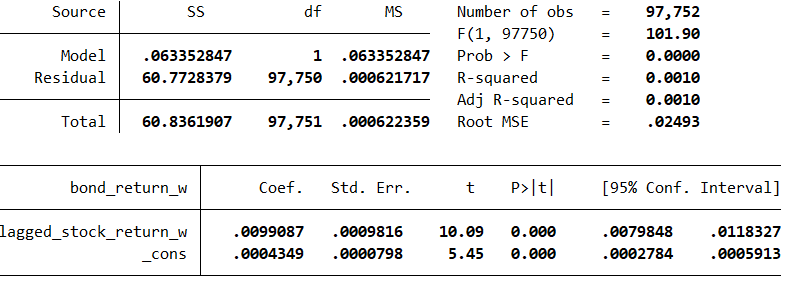 Source SS df MS Number of obs = 97,752
F(1, 97750) = 101.90
Model .063352847 1 .063352847 Prob > F = 0.0000
Residual 60.7728379 97,750 .000621717 R-squared = 0.0010
Adj R-squared = 0.0010
Total 60.8361907 97,751 .000622359 Root MSE = .02493
bond_return_w Coef. Std. Err. t P>|t| [95% Conf. Interval]
lagged_stock_return_w .0099087 .0009816 10.09 0.000 .0079848 .0118327
_cons .0004349 .0000798 5.45 0.000 .0002784 .0005913